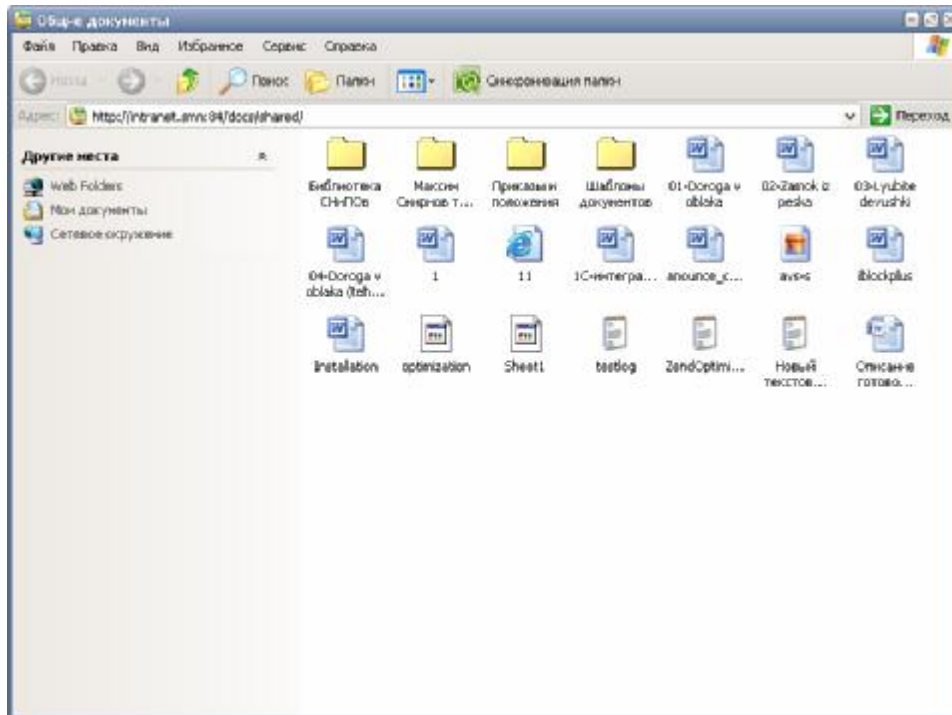 Общие документы
Файл Правка Вид Избранное Сервис Справка
Назад Поиск Папки Синхронизация папки
Адрес: http://intranet.smn:84/docs/shared/ Переход
Другие места
Web Folders
Мои документы
Сетевое окружение
Библиотека СНиПов
Максим Смирнов т...
Приказы и положения
Шаблоны документов
01-Doroga v oblaka
02-Zamok iz peska
03-Lyubite devushki
04-Doroga v oblaka (teh...
1
11
1С-интегра...
anounce_c...
iblockplus
Installation
optimization
Sheet1
testlog
ZendOptimi...
Новый текстов...
Описание готово...